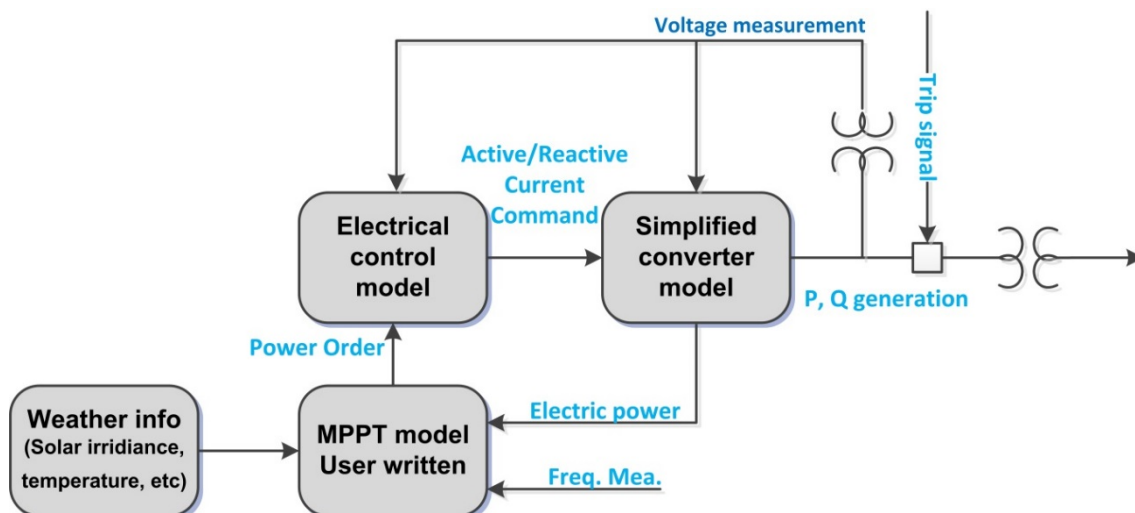 Voltage measurement
Trip signal
Active/Reactive
Current
Command
Electrical
control
model
Simplified
converter
model
P, Q generation
Power Order
Weather info
(Solar irridiance,
temperature, etc)
MPPT model
User written
Electric power
Freq. Mea.